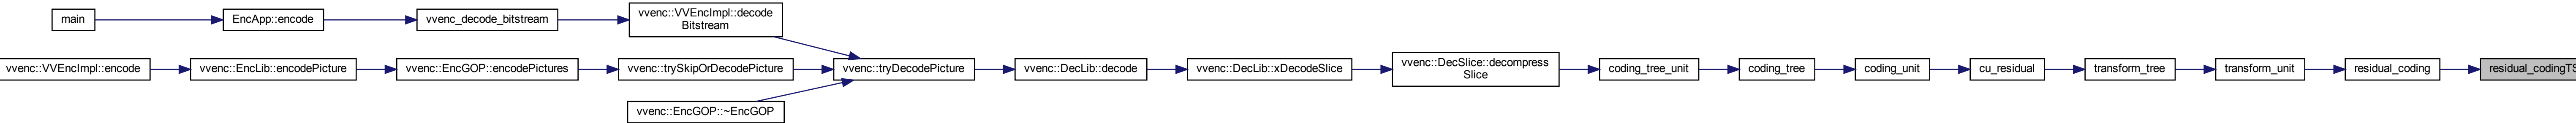 main
EncApp::encode
vvenc_decode_bitstream
vvenc::VVEncImpl::decode
Bitstream
vvenc::VVEncImpl::encode
vvenc::EncLib::encodePicture
vvenc::EncGOP::encodePictures
vvenc::trySkipOrDecodePicture
vvenc::tryDecodePicture
vvenc::DecLib::decode
vvenc::DecLib::xDecodeSlice
vvenc::DecSlice::decompress
Slice
coding_tree_unit
coding_tree
coding_unit
cu_residual
transform_tree
transform_unit
residual_coding
residual_codingTS
vvenc::EncGOP::~EncGOP